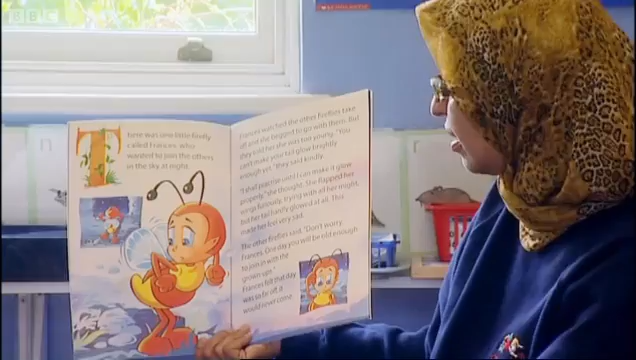 BBC
There was one little firefly
called Frances, who
wanted to join the others
in the sky at night.
Frances watched the other fireflies take
off and she begged to go with them. But
they told her she was too young. "You
can't make your tail glow brightly
enough yet," they said kindly.
"I shall practise until I can make it glow
properly," she thought. She flapped her
wings furiously, trying with all her might,
but her tail hardly glowed at all. This
made her feel very sad.
The other fireflies said, "Don't worry,
Frances. One day you will be old enough
to join in with the
grown ups."
Frances felt that day
was so far off, it
would never come.